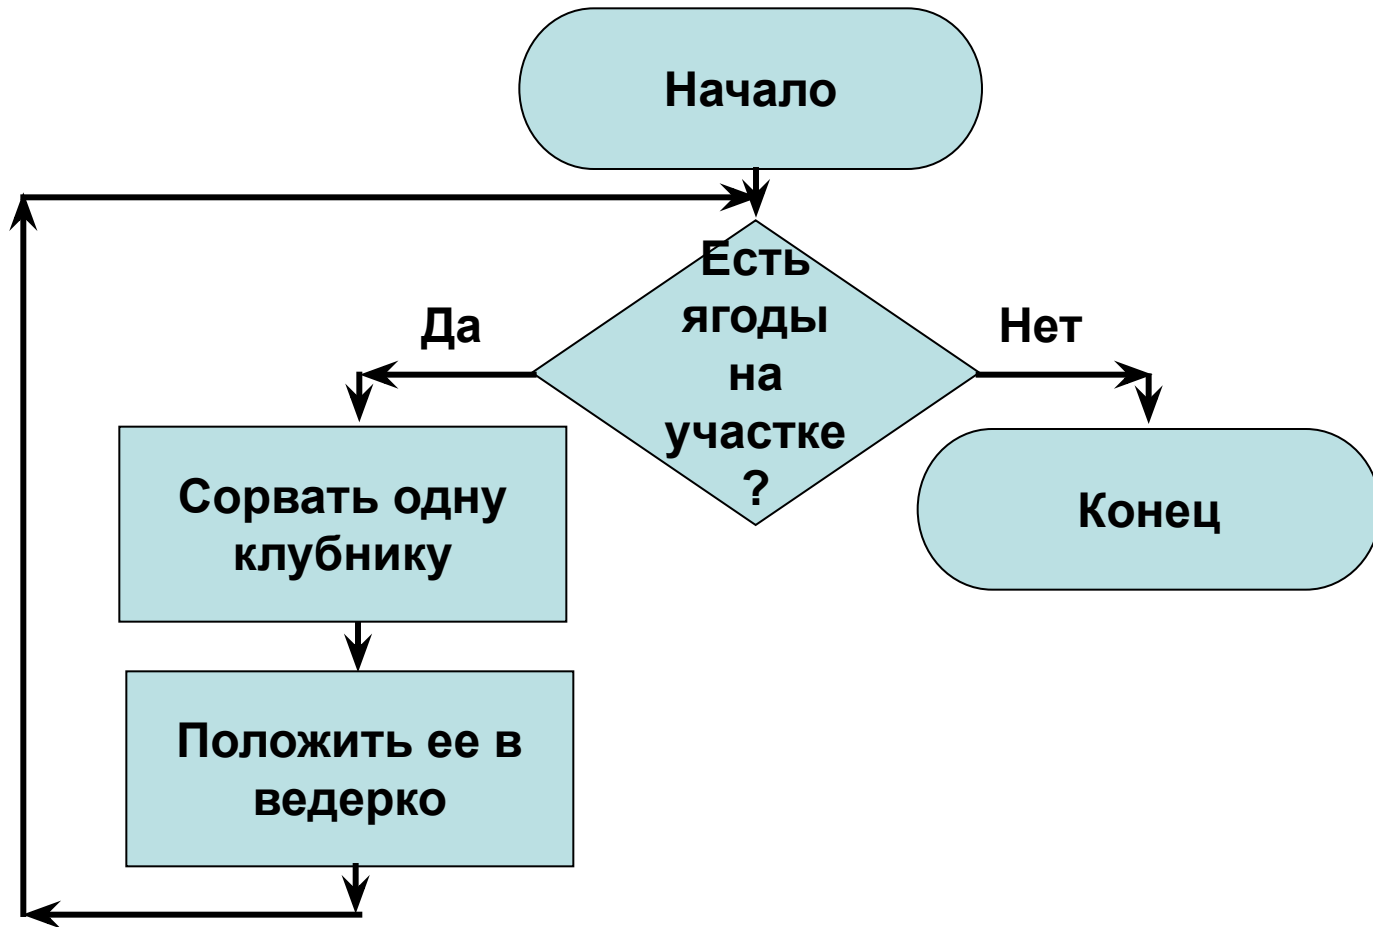 Начало
Есть
ягоды
на
участке
?
Да
Нет
Сорвать одну
клубнику
Конец
Положить ее в
ведерко